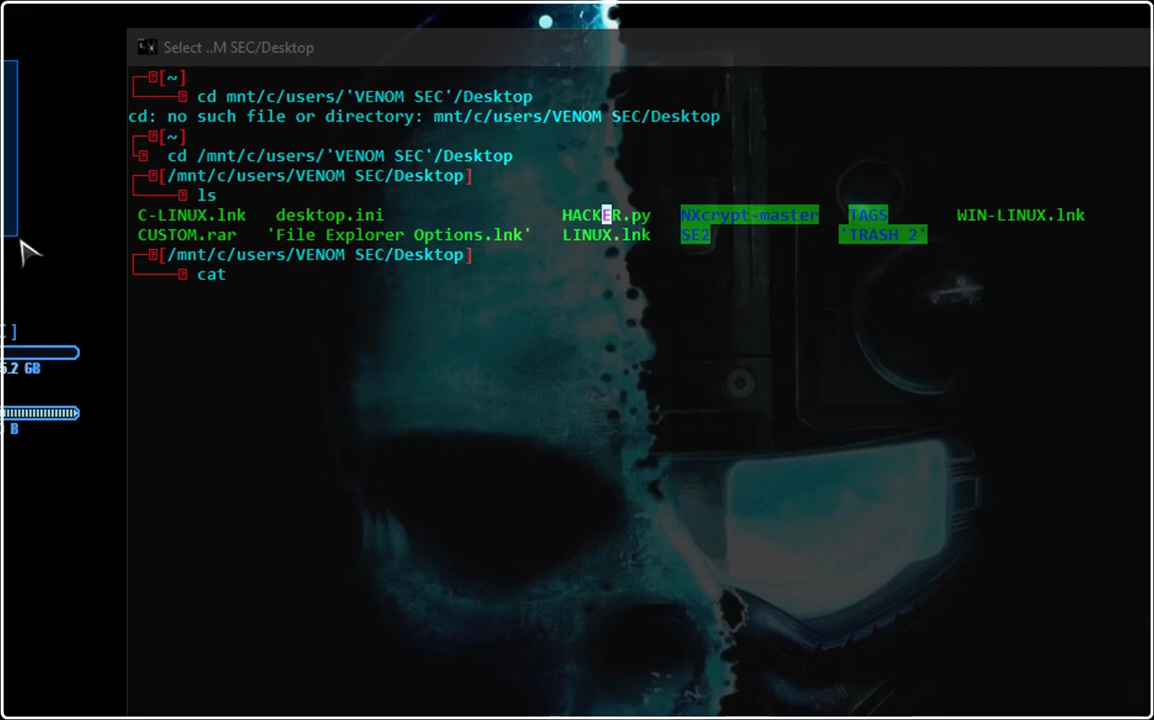 Select ..M SEC/Desktop
[~]
cd mnt/c/users/'VENOM SEC'/Desktop
cd: no such file or directory: mnt/c/users/VENOM SEC/Desktop
[~]
cd /mnt/c/users/'VENOM SEC'/Desktop
[/mnt/c/users/VENOM SEC/Desktop]
ls
C-LINUX.lnk desktop.ini HACKER.py NXcrypt-master TAGS WIN-LINUX.lnk
CUSTOM.rar 'File Explorer Options.lnk' LINUX.lnk SE2 'TRASH 2'
[/mnt/c/users/VENOM SEC/Desktop]
cat
]
5.2 GB
B